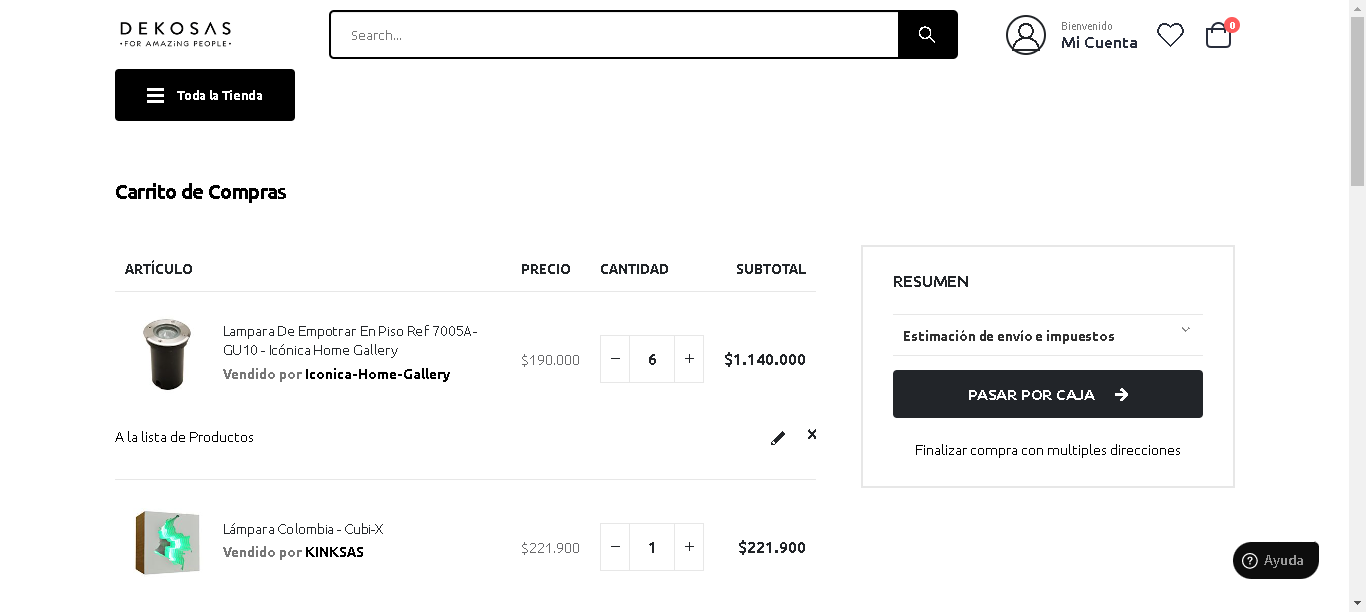 DEKOSAS
•FOR AMAZING PEOPLE•
Search...
Bienvenido
Mi Cuenta
0
Toda la Tienda
Carrito de Compras
ARTÍCULO PRECIO CANTIDAD SUBTOTAL
Lampara De Empotrar En Piso Ref 7005A-
GU10 - Icónica Home Gallery
Vendido por Iconica-Home-Gallery
$190.000 − 6 + $1.140.000
A la lista de Productos
Lámpara Colombia - Cubi-X
Vendido por KINKSAS
$221.900 − 1 + $221.900
RESUMEN
Estimación de envío e impuestos
PASAR POR CAJA
Finalizar compra con multiples direcciones
Ayuda